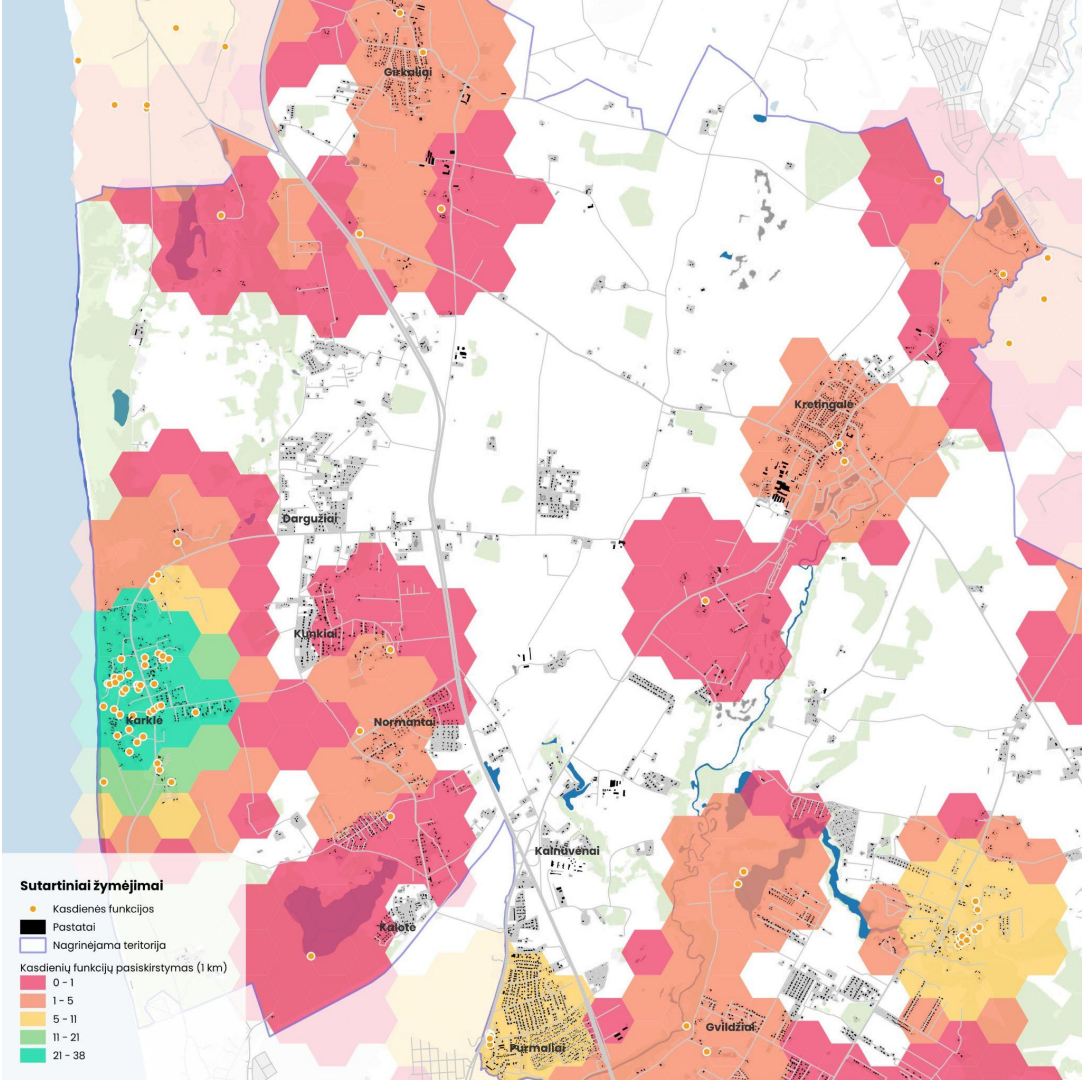 Girkaliai
Kretingalė
Dargužiai
Kunkiai
Karklė
Normantai
Kalnuvėnai
Kalotė
Gvildžiai
Purmaliai
Sutartiniai žymėjimai
Kasdienės funkcijos
Pastatai
Nagrinėjama teritorija
Kasdienių funkcijų pasiskirstymas (1 km)
0 - 1
1 - 5
5 - 11
11 - 21
21 - 38